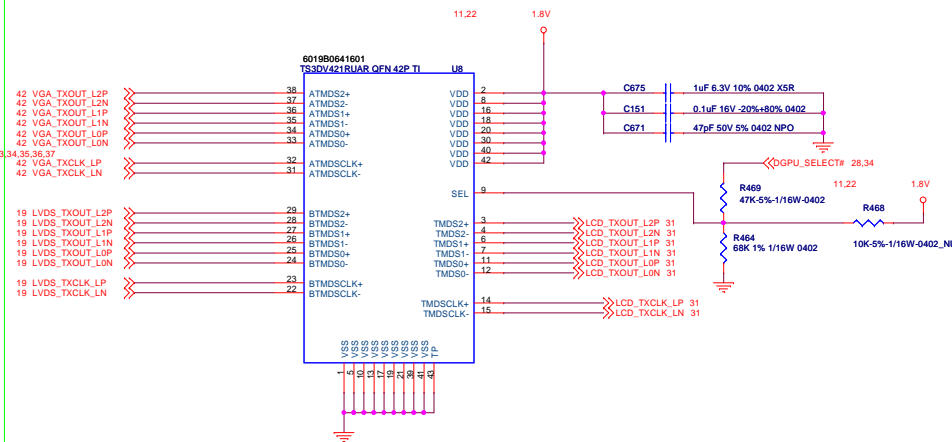 11,22 1.8V
6019B0641601
TS3DV421RUAR QFN 42P TI U8
42 VGA_TXOUT_L2P 38 ATMDS2+ VDD 2 C675 1uF 6.3V 10% 0402 X5R
42 VGA_TXOUT_L2N 37 ATMDS2- VDD 8
42 VGA_TXOUT_L1P 36 ATMDS1+ VDD 16 C151 0.1uF 16V -20%+80% 0402
42 VGA_TXOUT_L1N 35 ATMDS1- VDD 18
42 VGA_TXOUT_L0P 34 ATMDS0+ VDD 20 C671 47pF 50V 5% 0402 NPO
42 VGA_TXOUT_L0N 33 ATMDS0- VDD 30
3,34,35,36,37 VDD 40
42 VGA_TXCLK_LP 32 ATMDSCLK+ VDD 42 DGPU_SELECT# 28,34
42 VGA_TXCLK_LN 31 ATMDSCLK-
11,22 1.8V
SEL 9 R469
47K-5%-1/16W-0402
R468
19 LVDS_TXOUT_L2P 29 BTMDS2+
19 LVDS_TXOUT_L2N 28 BTMDS2- TMDS2+ 3 LCD_TXOUT_L2P 31
19 LVDS_TXOUT_L1P 27 BTMDS1+ TMDS2- 4 LCD_TXOUT_L2N 31 R464
19 LVDS_TXOUT_L1N 26 BTMDS1- TMDS1+ 6 LCD_TXOUT_L1P 31 68K 1% 1/16W 0402 10K-5%-1/16W-0402_NU
19 LVDS_TXOUT_L0P 25 BTMDS0+ TMDS1- 7 LCD_TXOUT_L1N 31
19 LVDS_TXOUT_L0N 24 BTMDS0- TMDS0+ 11 LCD_TXOUT_L0P 31
TMDS0- 12 LCD_TXOUT_L0N 31
19 LVDS_TXCLK_LP 23 BTMDSCLK+
19 LVDS_TXCLK_LN 22 BTMDSCLK-
TMDSCLK+ 14 LCD_TXCLK_LP 31
TMDSCLK- 15 LCD_TXCLK_LN 31
VSS VSS VSS VSS VSS VSS VSS VSS VSS TP
1 5 10 13 17 19 21 39 41 43